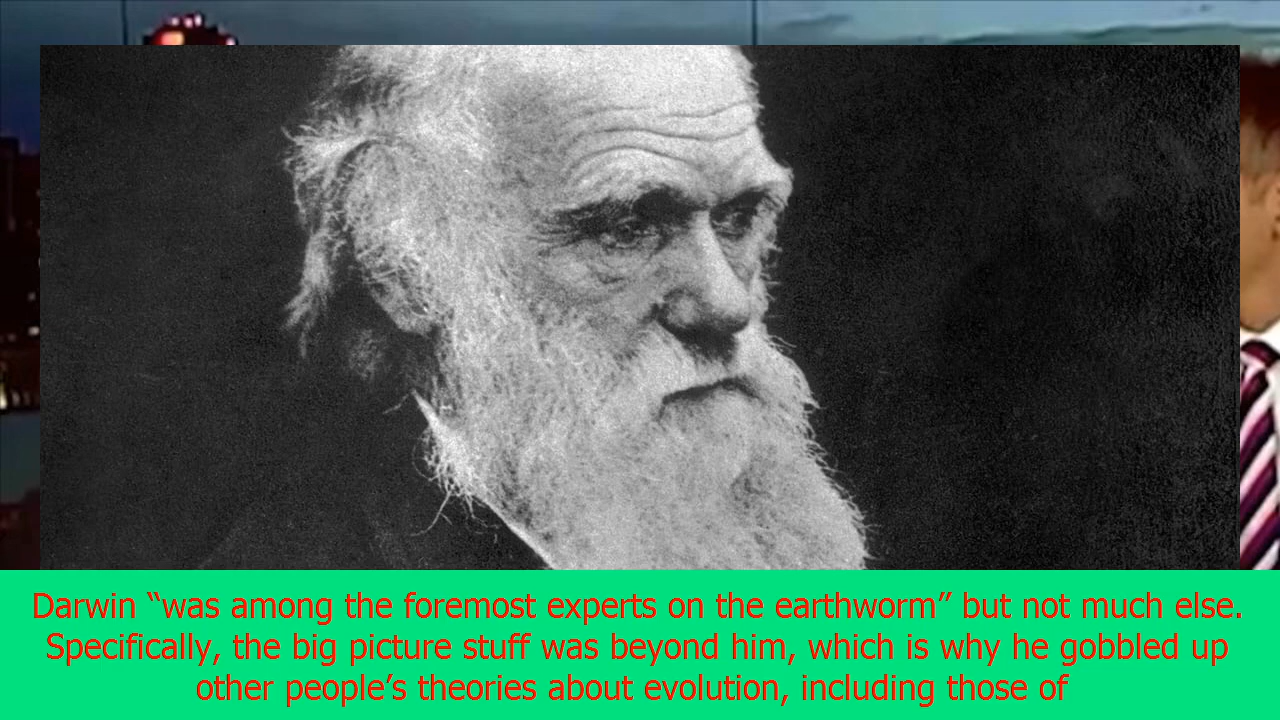 Darwin “was among the foremost experts on the earthworm” but not much else.
Specifically, the big picture stuff was beyond him, which is why he gobbled up
other people’s theories about evolution, including those of